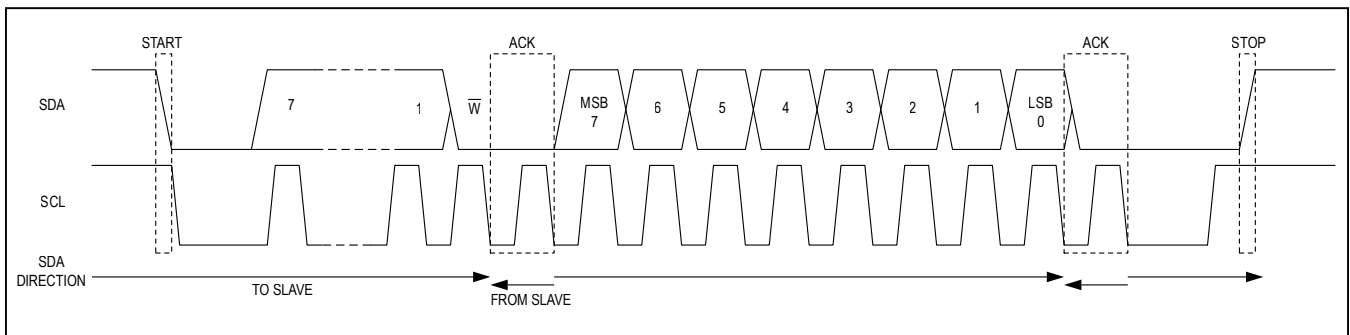 START ACK ACK STOP
SDA 7 1 W̅ MSB 7 6 5 4 3 2 1 LSB 0
SCL
SDA DIRECTION
TO SLAVE FROM SLAVE